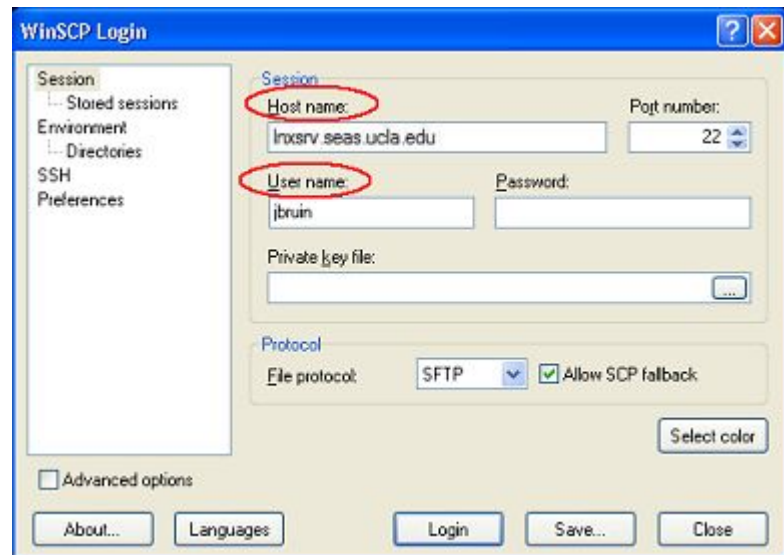 WinSCP Login
Session
Stored sessions
Environment
Directories
SSH
Preferences
Session
Host name:
Port number:
lnxsrv.seas.ucla.edu
22
User name:
Password:
jbruin
Private key file:
...
Protocol
File protocol:
SFTP
Allow SCP fallback
Select color
Advanced options
About...
Languages
Login
Save...
Close